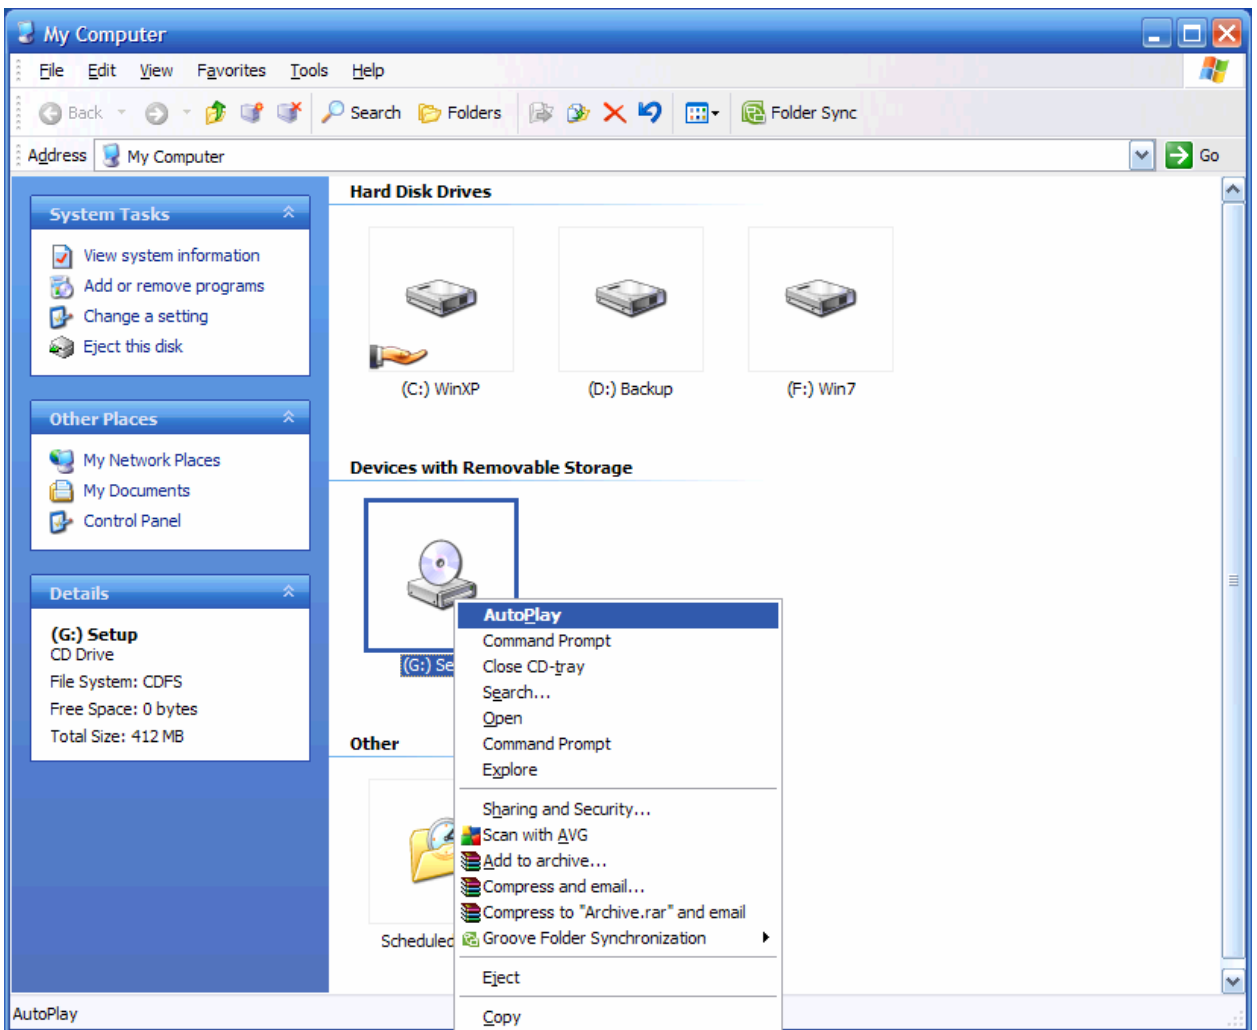 My Computer
File Edit View Favorites Tools Help
Back Search Folders Folder Sync
Address My Computer Go
System Tasks
View system information
Add or remove programs
Change a setting
Eject this disk
Other Places
My Network Places
My Documents
Control Panel
Details
(G:) Setup
CD Drive
File System: CDFS
Free Space: 0 bytes
Total Size: 412 MB
Hard Disk Drives
(C:) WinXP (D:) Backup (F:) Win7
Devices with Removable Storage
(G:) Se
Other
Scheduled
AutoPlay
Command Prompt
Close CD-tray
Search...
Open
Command Prompt
Explore
Sharing and Security...
Scan with AVG
Add to archive...
Compress and email...
Compress to "Archive.rar" and email
Groove Folder Synchronization
Eject
Copy
AutoPlay